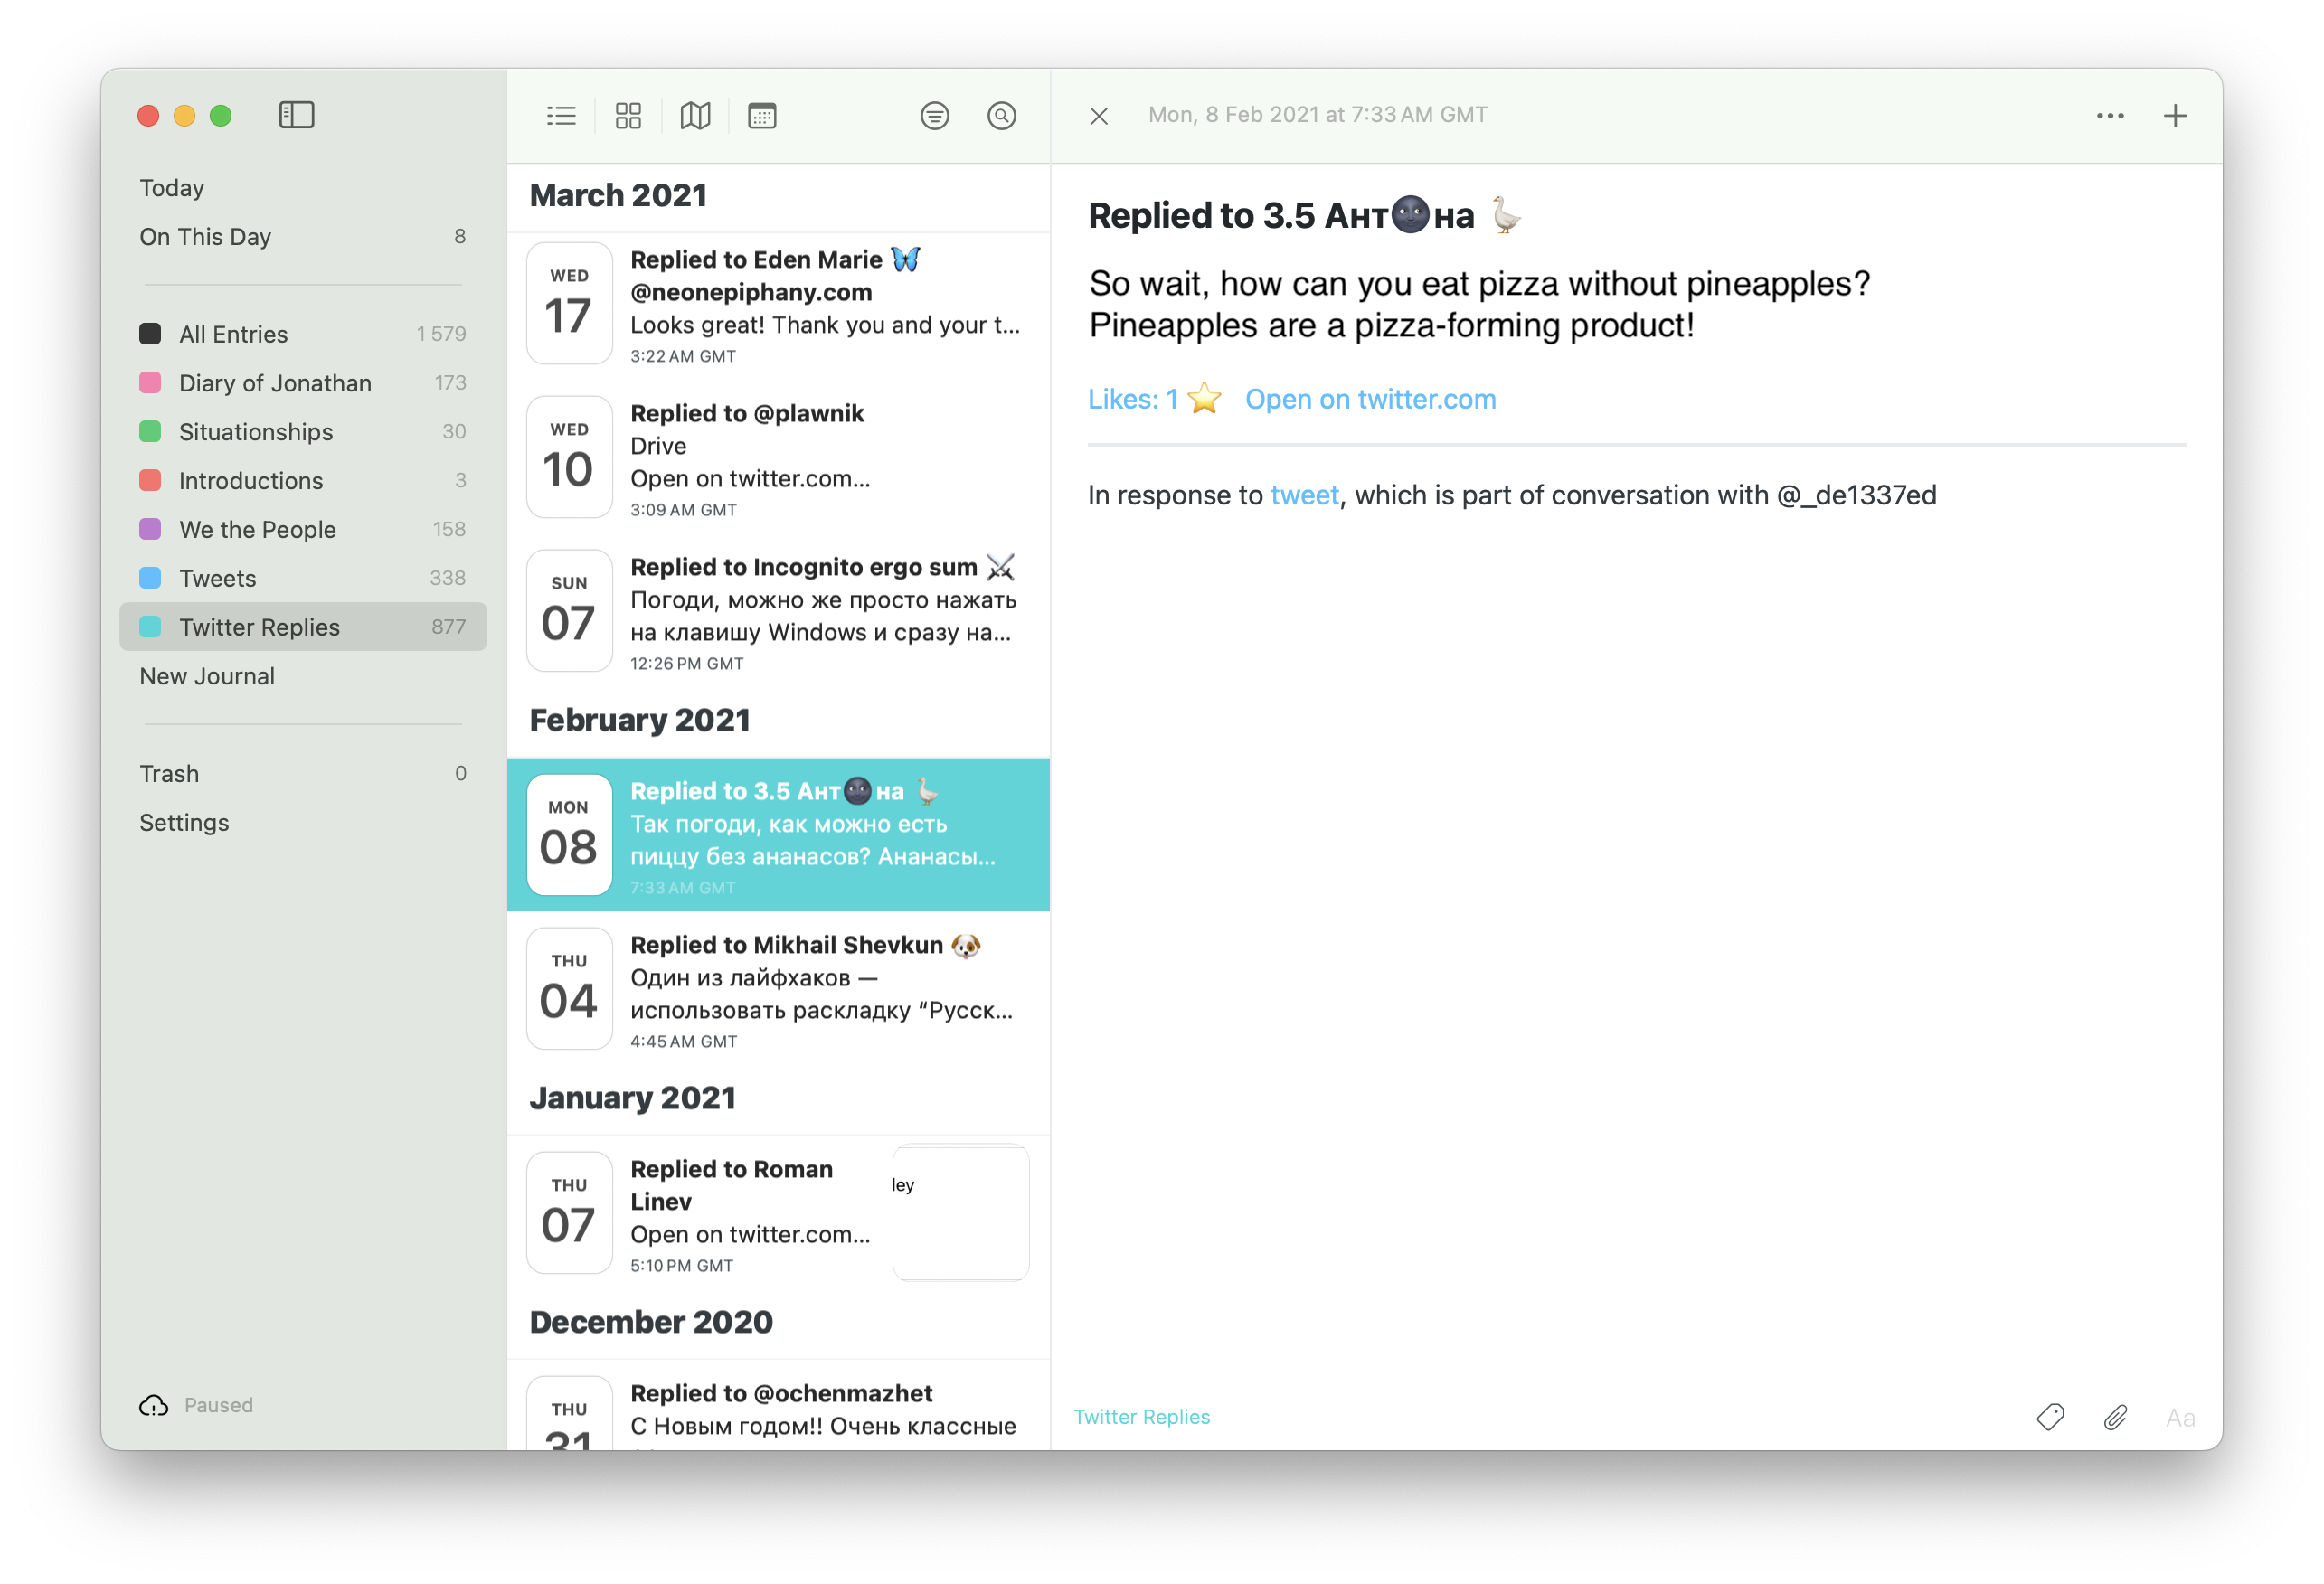 Today
On This Day 8
All Entries 1 579
Diary of Jonathan 173
Situationships 30
Introductions 3
We the People 158
Tweets 338
Twitter Replies 877
New Journal
Trash 0
Settings
Paused
March 2021
WED
17
Replied to Eden Marie 🦋
@neonepiphany.com
Looks great! Thank you and your t...
3:22 AM GMT
WED
10
Replied to @plawnik
Drive
Open on twitter.com...
3:09 AM GMT
SUN
07
Replied to Incognito ergo sum ⚔️
Погоди, можно же просто нажать
на клавишу Windows и сразу на...
12:26 PM GMT
February 2021
MON
08
Replied to 3.5 Ант🌚на 🪿
Так погоди, как можно есть
пиццу без ананасов? Ананасы...
7:33 AM GMT
THU
04
Replied to Mikhail Shevkun 🐶
Один из лайфхаков —
использовать раскладку “Русск...
4:45 AM GMT
January 2021
THU
07
Replied to Roman
Linev
Open on twitter.com...
5:10 PM GMT
ley
December 2020
THU
31
Replied to @ochenmazhet
С Новым годом!! Очень классные
Mon, 8 Feb 2021 at 7:33 AM GMT
Replied to 3.5 Ант🌚на 🪿
So wait, how can you eat pizza without pineapples?
Pineapples are a pizza-forming product!
Likes: 1 ⭐ Open on twitter.com
In response to tweet, which is part of conversation with @_de1337ed
Twitter Replies
Aa